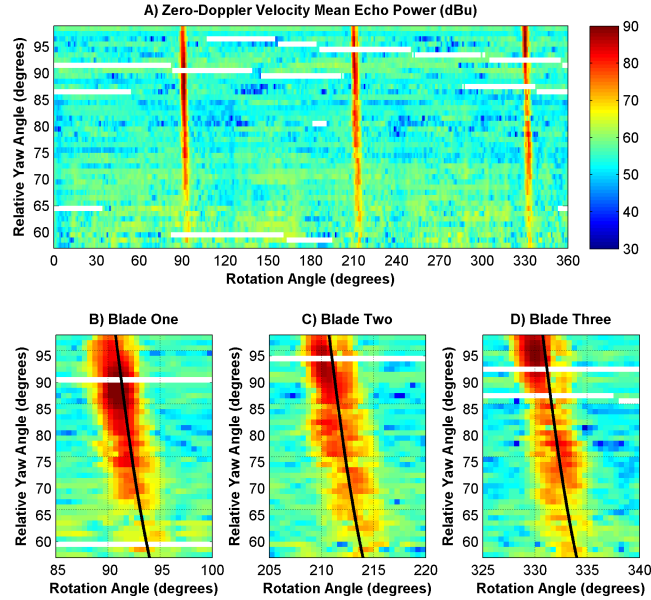 A) Zero-Doppler Velocity Mean Echo Power (dBu)
Relative Yaw Angle (degrees)
95
90
85
80
75
70
65
60
0 30 60 90 120 150 180 210 240 270 300 330 360
Rotation Angle (degrees)
90
80
70
60
50
40
30
B) Blade One
Relative Yaw Angle (degrees)
95
90
85
80
75
70
65
60
85 90 95 100
Rotation Angle (degrees)
C) Blade Two
Relative Yaw Angle (degrees)
95
90
85
80
75
70
65
60
205 210 215 220
Rotation Angle (degrees)
D) Blade Three
Relative Yaw Angle (degrees)
95
90
85
80
75
70
65
60
325 330 335 340
Rotation Angle (degrees)